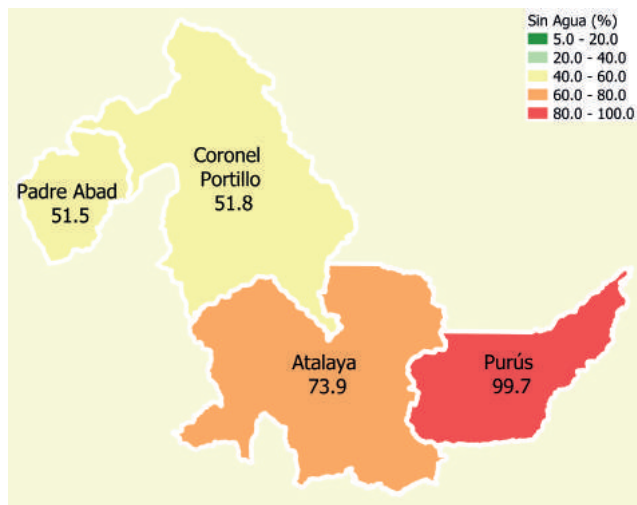 Sin Agua (%)
5.0 - 20.0
20.0 - 40.0
40.0 - 60.0
60.0 - 80.0
80.0 - 100.0
Coronel
Portillo
51.8
Padre Abad
51.5
Atalaya
73.9
Purús
99.7